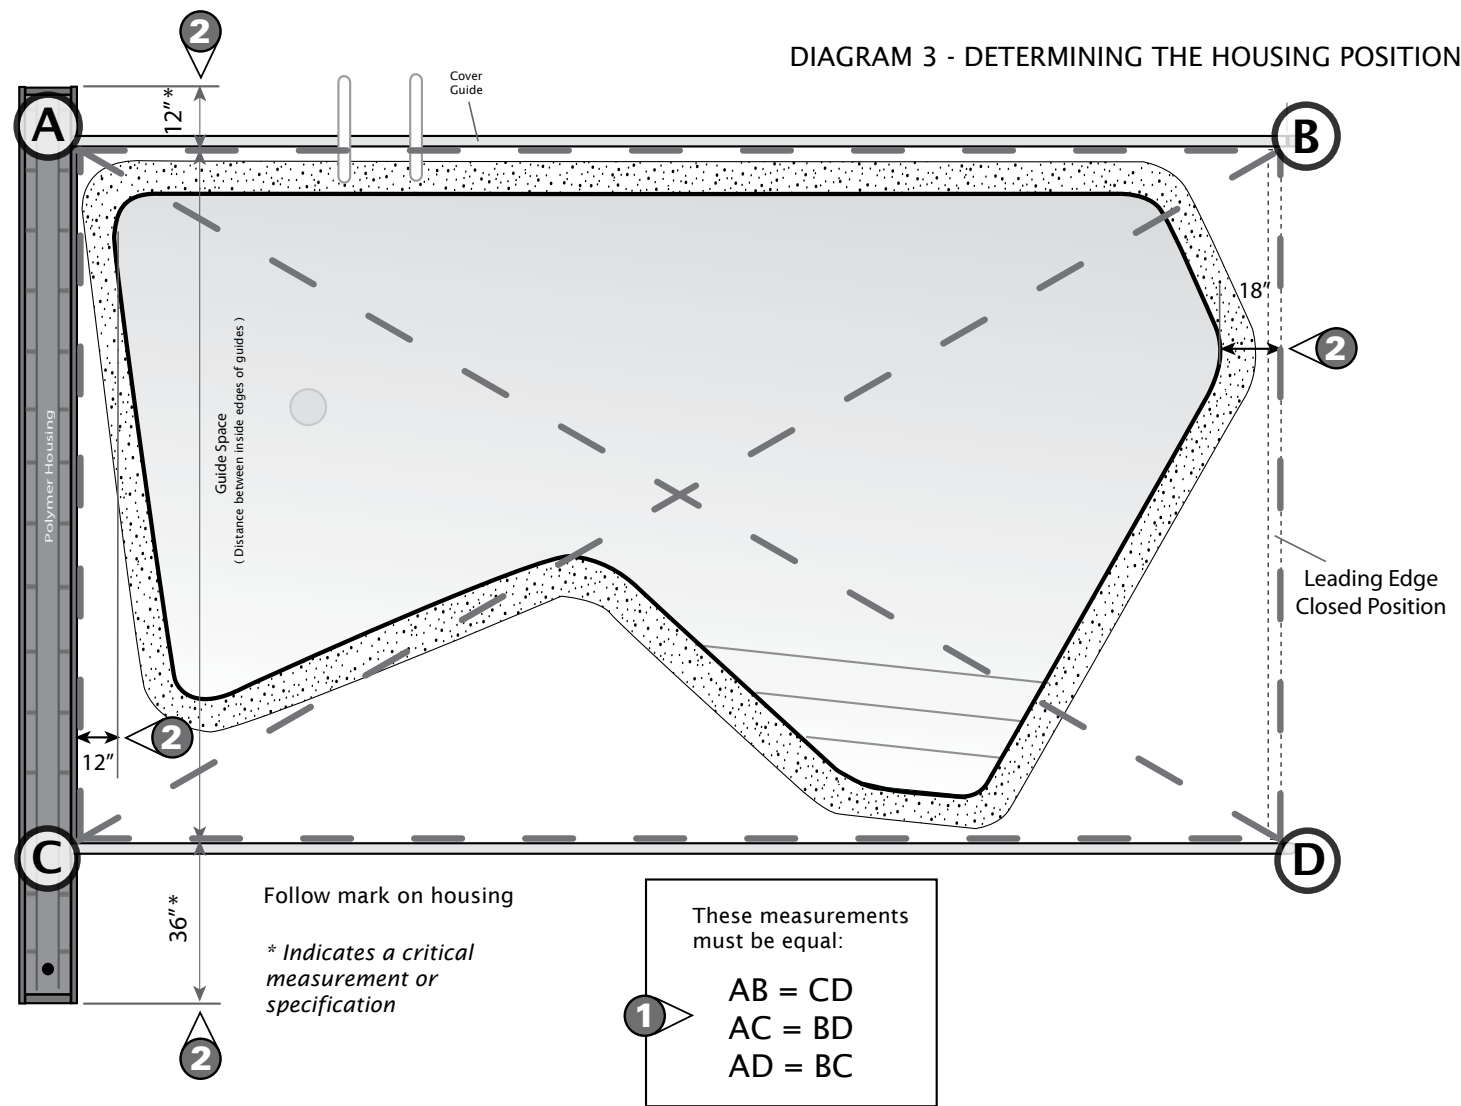 2
DIAGRAM 3 - DETERMINING THE HOUSING POSITION
Cover
Guide
12”*
A
B
18”
2
Guide Space
( Distance between inside edges of guides )
Polymer Housing
Leading Edge
Closed Position
2
12”
C
D
36”*
Follow mark on housing
* Indicates a critical
measurement or
specification
2
These measurements
must be equal:
1
AB = CD
AC = BD
AD = BC